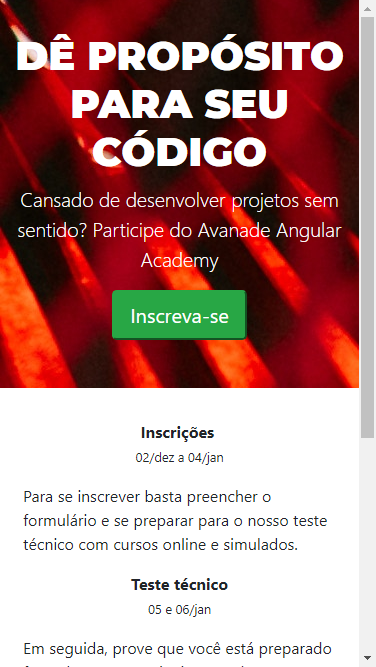 DÊ PROPÓSITO
PARA SEU
CÓDIGO
Cansado de desenvolver projetos sem
sentido? Participe do Avanade Angular
Academy
Inscreva-se
Inscrições
02/dez a 04/jan
Para se inscrever basta preencher o
formulário e se preparar para o nosso teste
técnico com cursos online e simulados.
Teste técnico
05 e 06/jan
Em seguida, prove que você está preparado